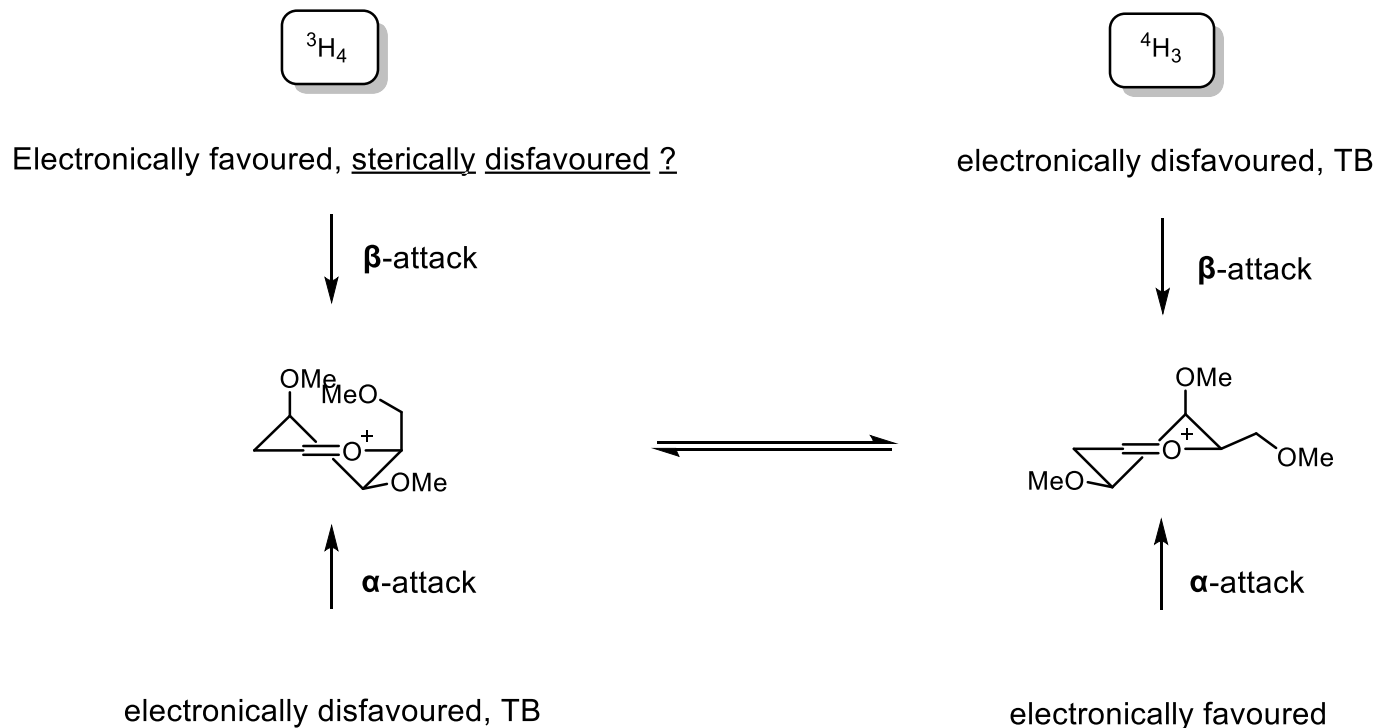 ³H₄
⁴H₃
Electronically favoured, sterically disfavoured ?
electronically disfavoured, TB
β-attack
β-attack
OMe
MeO
O⁺
OMe
OMe
O⁺
OMe
MeO
α-attack
α-attack
electronically disfavoured, TB
electronically favoured